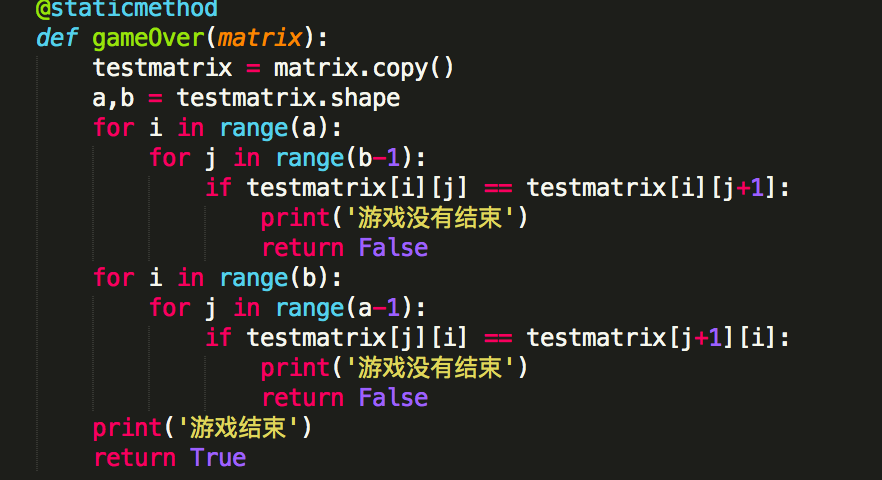 @staticmethod
def gameOver(matrix):
    testmatrix = matrix.copy()
    a,b = testmatrix.shape
    for i in range(a):
        for j in range(b-1):
            if testmatrix[i][j] == testmatrix[i][j+1]:
                print('游戏没有结束')
                return False
    for i in range(b):
        for j in range(a-1):
            if testmatrix[j][i] == testmatrix[j+1][i]:
                print('游戏没有结束')
                return False
    print('游戏结束')
    return True